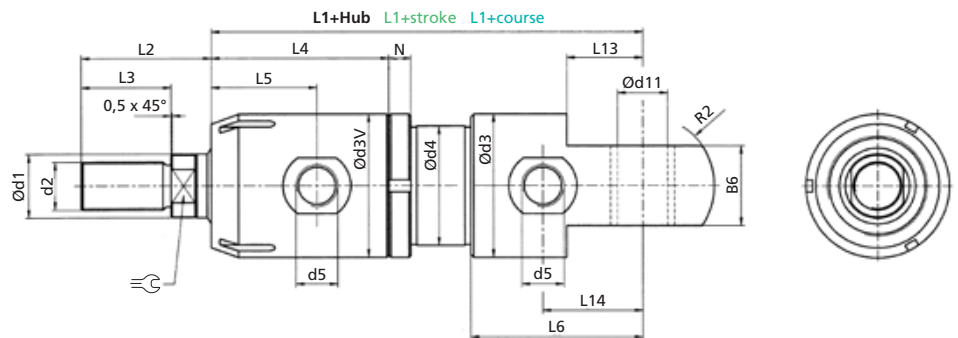 L1+Hub L1+stroke L1+course
L2 L4 N L13
L3 L5 Ød11
0,5 x 45° R2
Ød1 d2 Ød3V Ød4 Ød3 B6
d5 d5
L14
L6